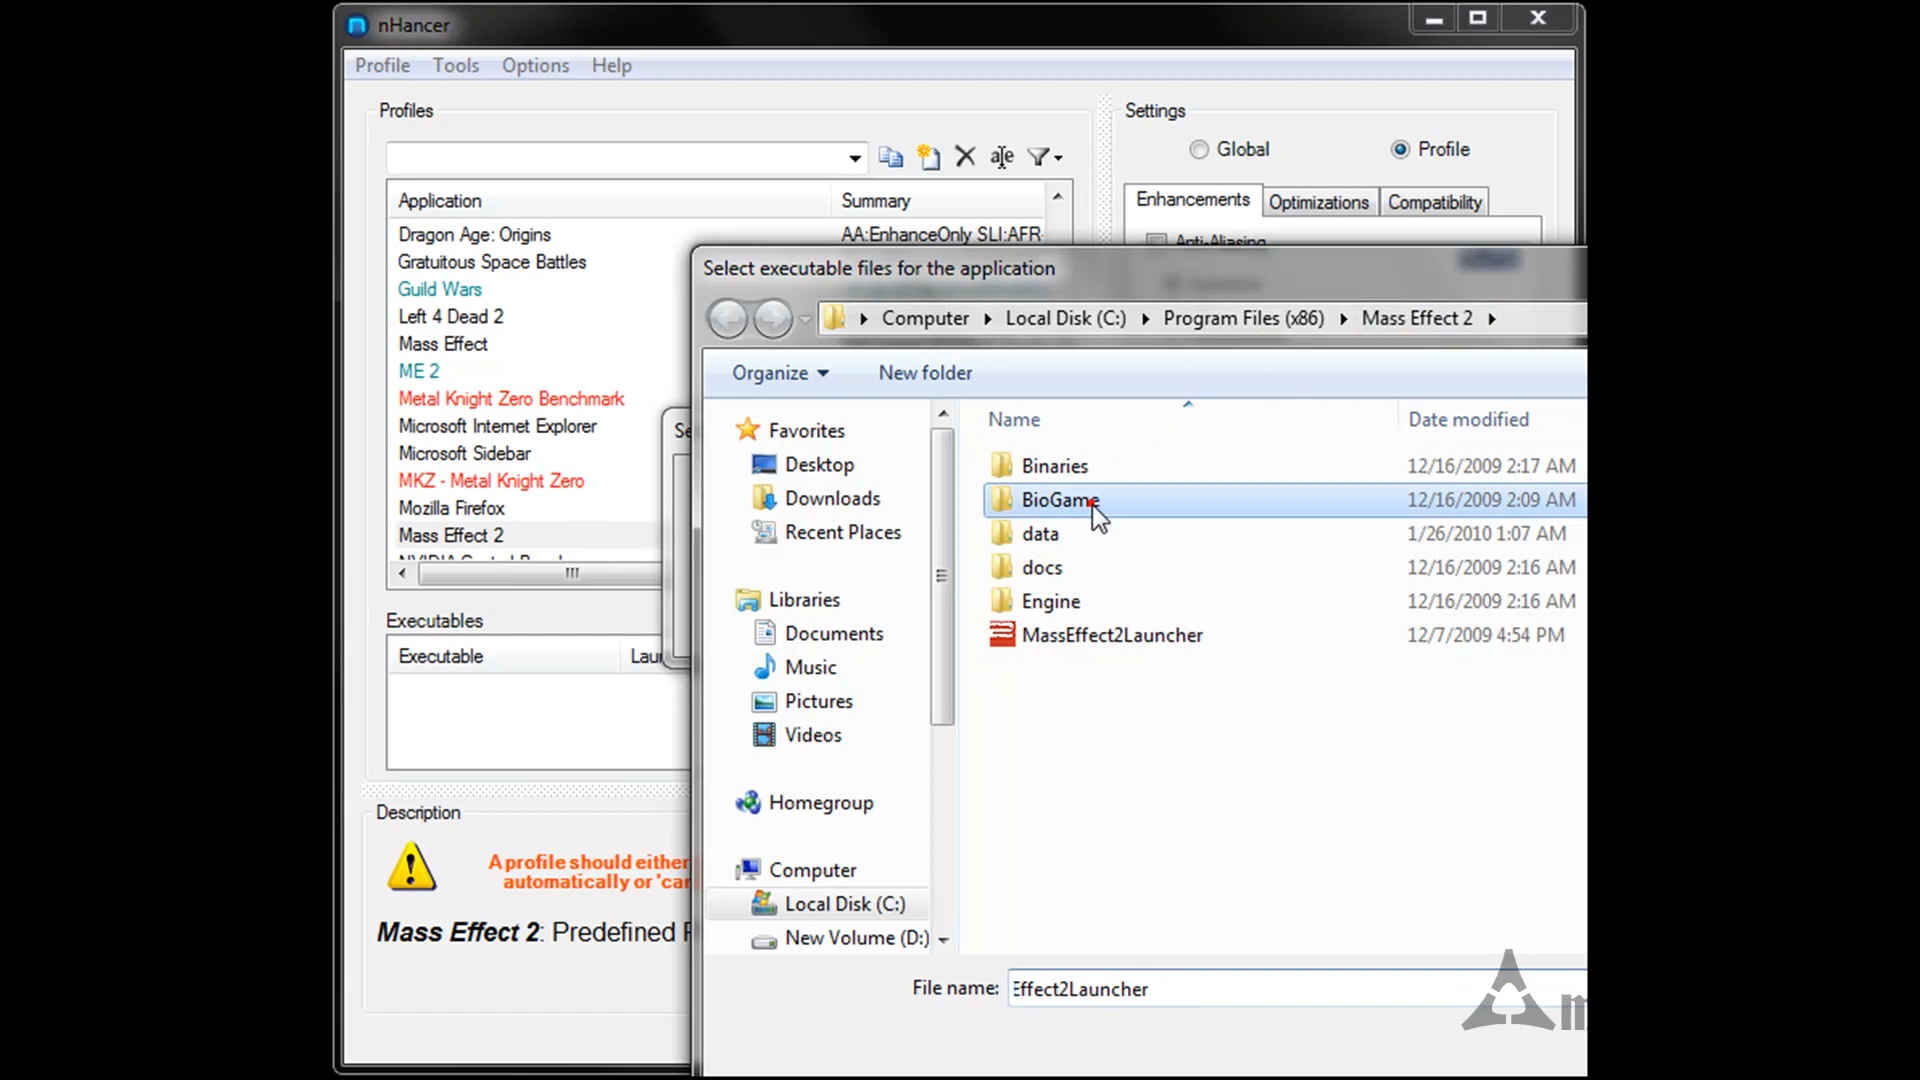 nHancer
Profile Tools Options Help
Profiles
Settings
Global Profile
Enhancements Optimizations Compatibility
Application Summary
Anti-Aliasing
Dragon Age: Origins AA:EnhanceOnly SLI:AFR
Gratuitous Space Battles
Guild Wars
Left 4 Dead 2
Mass Effect
ME 2
Metal Knight Zero Benchmark
Microsoft Internet Explorer
Microsoft Sidebar
MKZ - Metal Knight Zero
Mozilla Firefox
Mass Effect 2
Executables
Executable Lau
Description
A profile should either
automatically or 'car
Mass Effect 2: Predefined
Se
Select executable files for the application
Computer Local Disk (C:) Program Files (x86) Mass Effect 2
Organize New folder
Favorites
Desktop
Downloads
Recent Places
Libraries
Documents
Music
Pictures
Videos
Homegroup
Computer
Local Disk (C:)
New Volume (D:)
Name Date modified
Binaries 12/16/2009 2:17 AM
BioGame 12/16/2009 2:09 AM
data 1/26/2010 1:07 AM
docs 12/16/2009 2:16 AM
Engine 12/16/2009 2:16 AM
MassEffect2Launcher 12/7/2009 4:54 PM
File name: Effect2Launcher